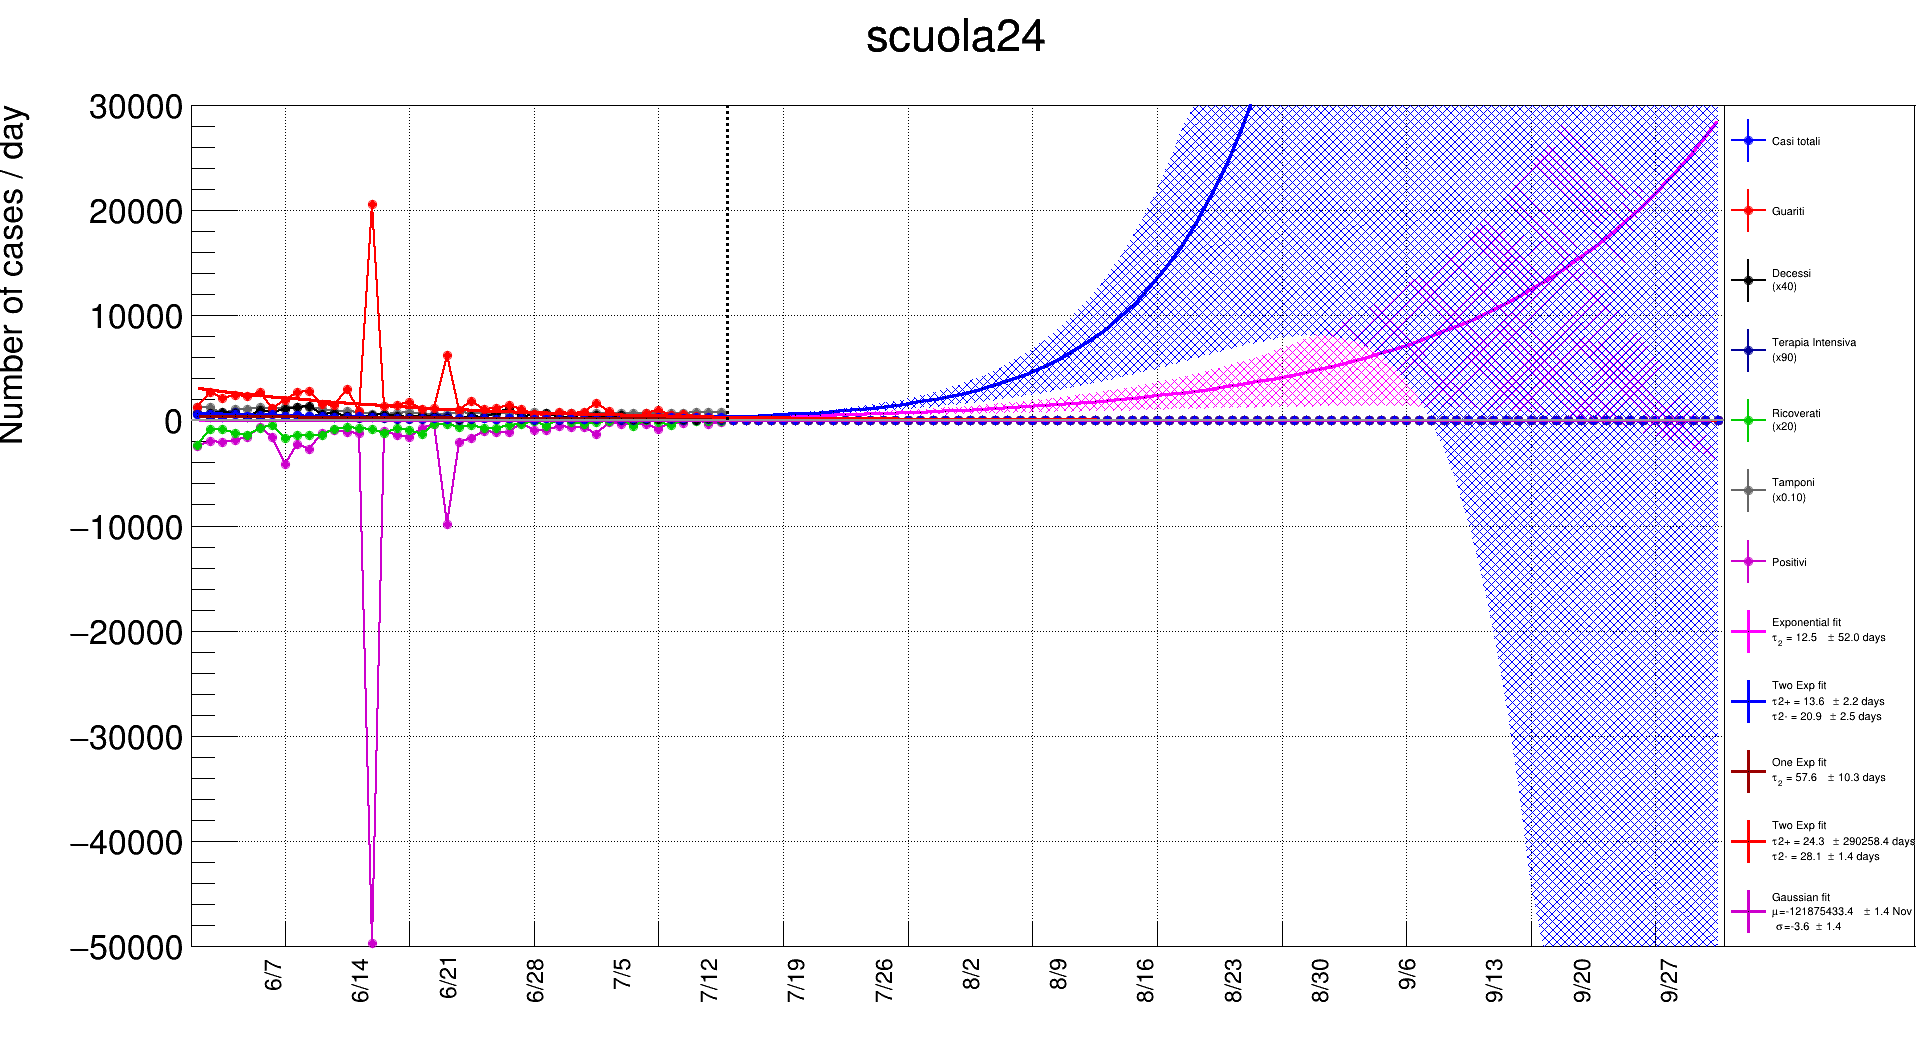 scuola24
Number of cases / day
30000
20000
10000
0
−10000
−20000
−30000
−40000
−50000
6/7
6/14
6/21
6/28
7/5
7/12
7/19
7/26
8/2
8/9
8/16
8/23
8/30
9/6
9/13
9/20
9/27
Casi totali
Guariti
Decessi
(x40)
Terapia Intensiva
(x90)
Ricoverati
(x20)
Tamponi
(x0.10)
Positivi
Exponential fit
τ2 = 12.5 ± 52.0 days
Two Exp fit
τ2+ = 13.6 ± 2.2 days
τ2- = 20.9 ± 2.5 days
One Exp fit
τ2 = 57.6 ± 10.3 days
Two Exp fit
τ2+ = 24.3 ± 290258.4 days
τ2- = 28.1 ± 1.4 days
Gaussian fit
μ=-121875433.4 ± 1.4 Nov
σ=-3.6 ± 1.4